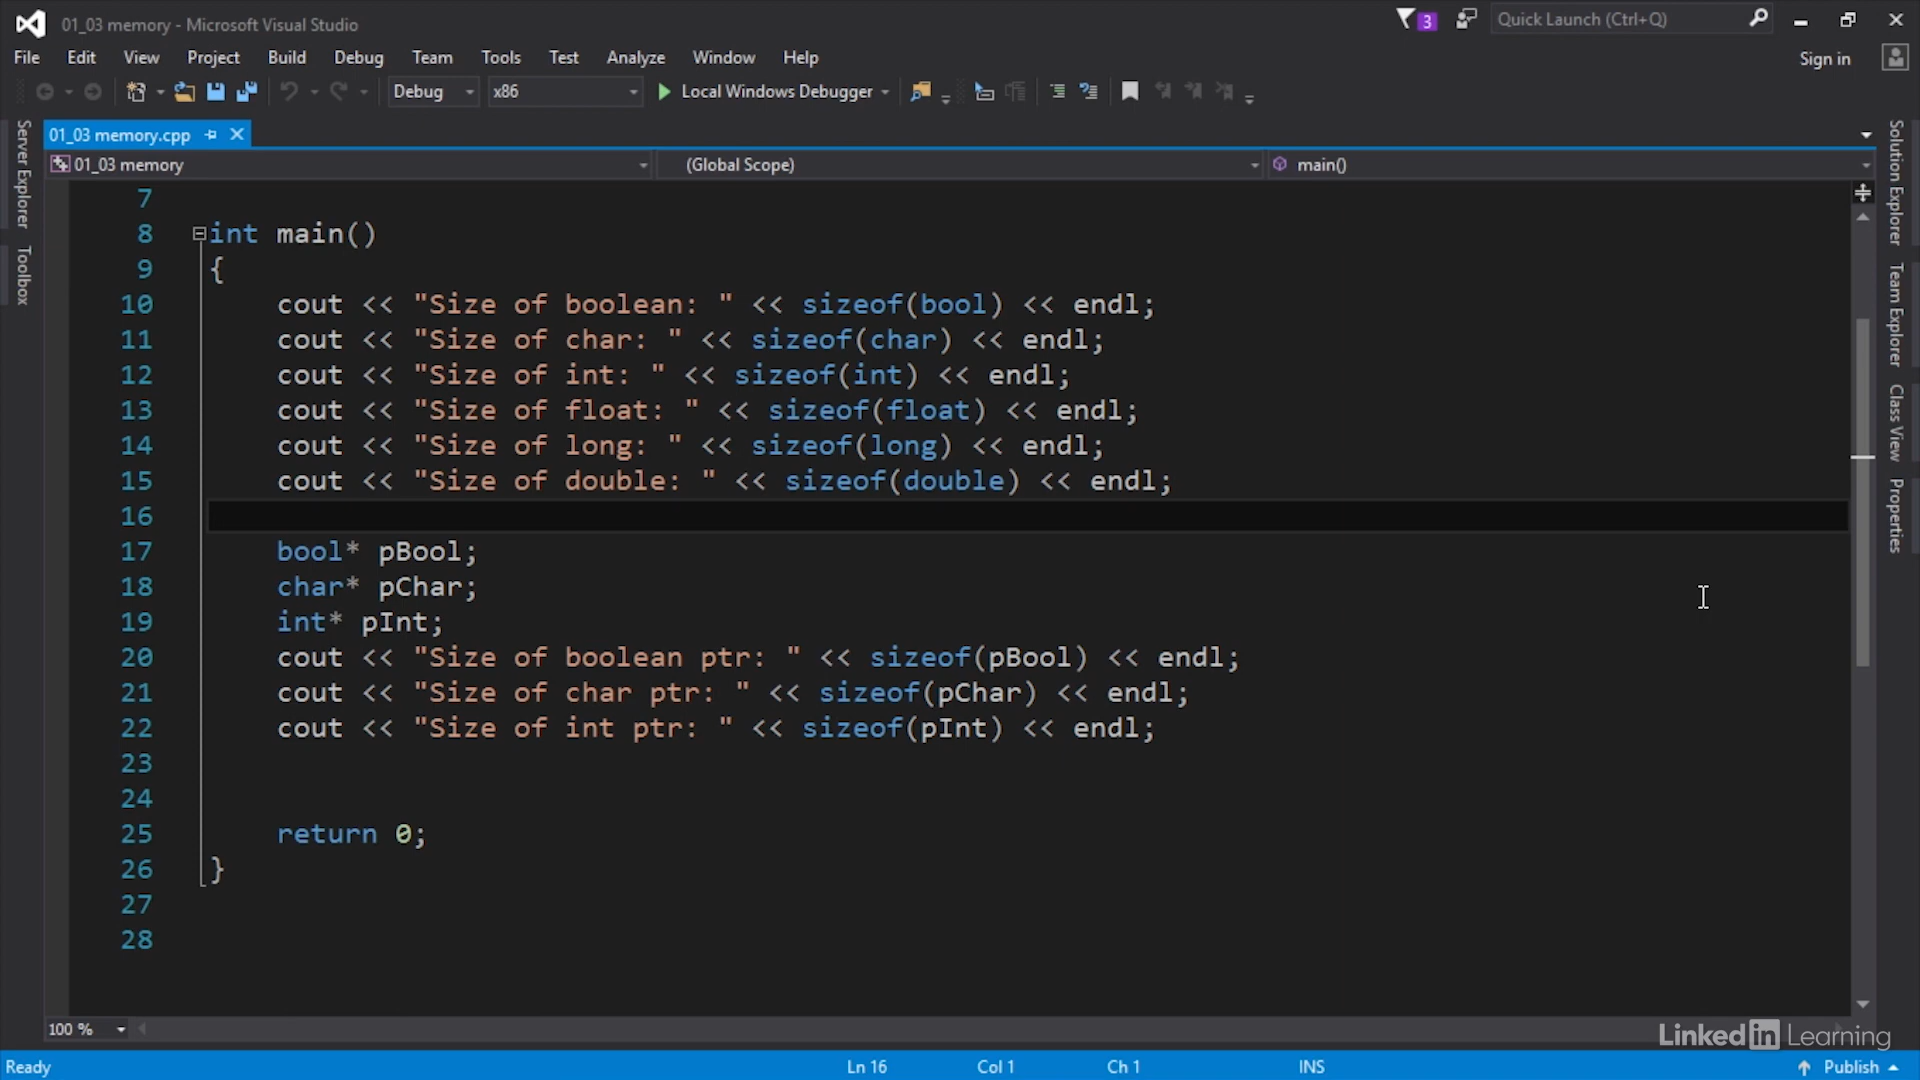 01_03 memory - Microsoft Visual Studio
3
Quick Launch (Ctrl+Q)
File Edit View Project Build Debug Team Tools Test Analyze Window Help
Sign in
Debug x86 Local Windows Debugger
01_03 memory.cpp
01_03 memory (Global Scope) main()
Server Explorer
Toolbox
7
8 int main()
9 {
10 cout << "Size of boolean: " << sizeof(bool) << endl;
11 cout << "Size of char: " << sizeof(char) << endl;
12 cout << "Size of int: " << sizeof(int) << endl;
13 cout << "Size of float: " << sizeof(float) << endl;
14 cout << "Size of long: " << sizeof(long) << endl;
15 cout << "Size of double: " << sizeof(double) << endl;
16
17 bool* pBool;
18 char* pChar;
19 int* pInt;
20 cout << "Size of boolean ptr: " << sizeof(pBool) << endl;
21 cout << "Size of char ptr: " << sizeof(pChar) << endl;
22 cout << "Size of int ptr: " << sizeof(pInt) << endl;
23
24
25 return 0;
26 }
27
28
Solution Explorer
Team Explorer
Class View
Properties
100 %
Linked in Learning
Ready Ln 16 Col 1 Ch 1 INS Publish